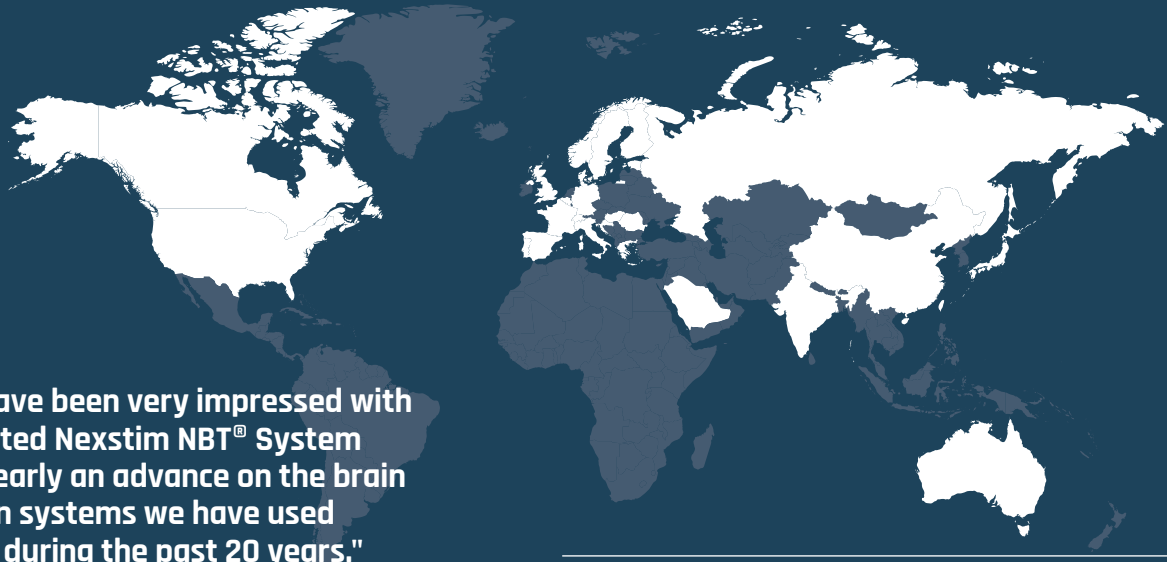 ave been very impressed with
ted Nexstim NBT® System
early an advance on the brain
n systems we have used
during the past 20 years."